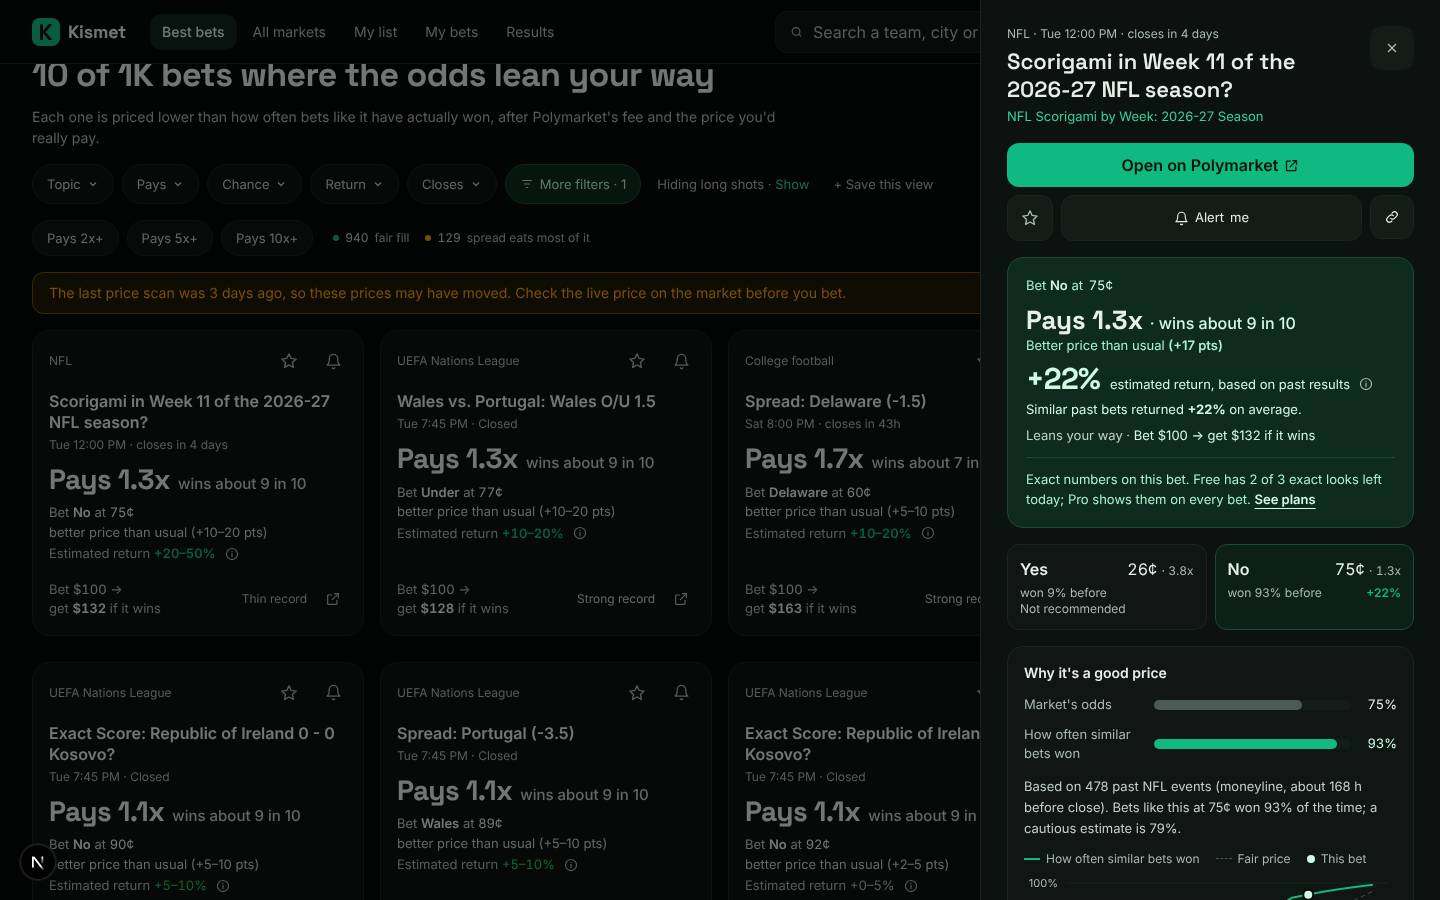 K Kismet
Best bets
All markets
My list
My bets
Results
Search a team, city or
10 of 1K bets where the odds lean your way
Each one is priced lower than how often bets like it have actually won, after Polymarket's fee and the price you'd
really pay.
Topic
Pays
Chance
Return
Closes
More filters · 1
Hiding long shots · Show
+ Save this view
Pays 2x+
Pays 5x+
Pays 10x+
940 fair fill
129 spread eats most of it
The last price scan was 3 days ago, so these prices may have moved. Check the live price on the market before you bet.
NFL
Scorigami in Week 11 of the 2026-27
NFL season?
Tue 12:00 PM · closes in 4 days
Pays 1.3x wins about 9 in 10
Bet No at 75¢
better price than usual (+10–20 pts)
Estimated return +20–50%
Bet $100 →
get $132 if it wins
Thin record
UEFA Nations League
Wales vs. Portugal: Wales O/U 1.5
Tue 7:45 PM · Closed
Pays 1.3x wins about 9 in 10
Bet Under at 77¢
better price than usual (+10–20 pts)
Estimated return +10–20%
Bet $100 →
get $128 if it wins
Strong record
College football
Spread: Delaware (-1.5)
Sat 8:00 PM · closes in 43h
Pays 1.7x wins about 7 in
Bet Delaware at 60¢
better price than usual (+5–10 pts)
Estimated return +10–20%
Bet $100 →
get $163 if it wins
Strong rec
UEFA Nations League
Exact Score: Republic of Ireland 0 - 0
Kosovo?
Tue 7:45 PM · Closed
Pays 1.1x wins about 9 in 10
Bet No at 90¢
better price than usual (+5–10 pts)
Estimated return +5–10%
N
UEFA Nations League
Spread: Portugal (-3.5)
Tue 7:45 PM · Closed
Pays 1.1x wins about 9 in 10
Bet Wales at 89¢
better price than usual (+5–10 pts)
Estimated return +5–10%
UEFA Nations League
Exact Score: Republic of Irelan
Kosovo?
Tue 7:45 PM · Closed
Pays 1.1x wins about 9 in
Bet No at 92¢
better price than usual (+2–5 pts)
Estimated return +0–5%
NFL · Tue 12:00 PM · closes in 4 days
Scorigami in Week 11 of the
2026-27 NFL season?
NFL Scorigami by Week: 2026-27 Season
Open on Polymarket
Alert me
Bet No at 75¢
Pays 1.3x · wins about 9 in 10
Better price than usual (+17 pts)
+22% estimated return, based on past results
Similar past bets returned +22% on average.
Leans your way · Bet $100 → get $132 if it wins
Exact numbers on this bet. Free has 2 of 3 exact looks left
today; Pro shows them on every bet. See plans
Yes 26¢ · 3.8x
won 9% before
Not recommended
No 75¢ · 1.3x
won 93% before +22%
Why it's a good price
Market's odds 75%
How often similar
bets won 93%
Based on 478 past NFL events (moneyline, about 168 h
before close). Bets like this at 75¢ won 93% of the time; a
cautious estimate is 79%.
How often similar bets won
Fair price
This bet
100%